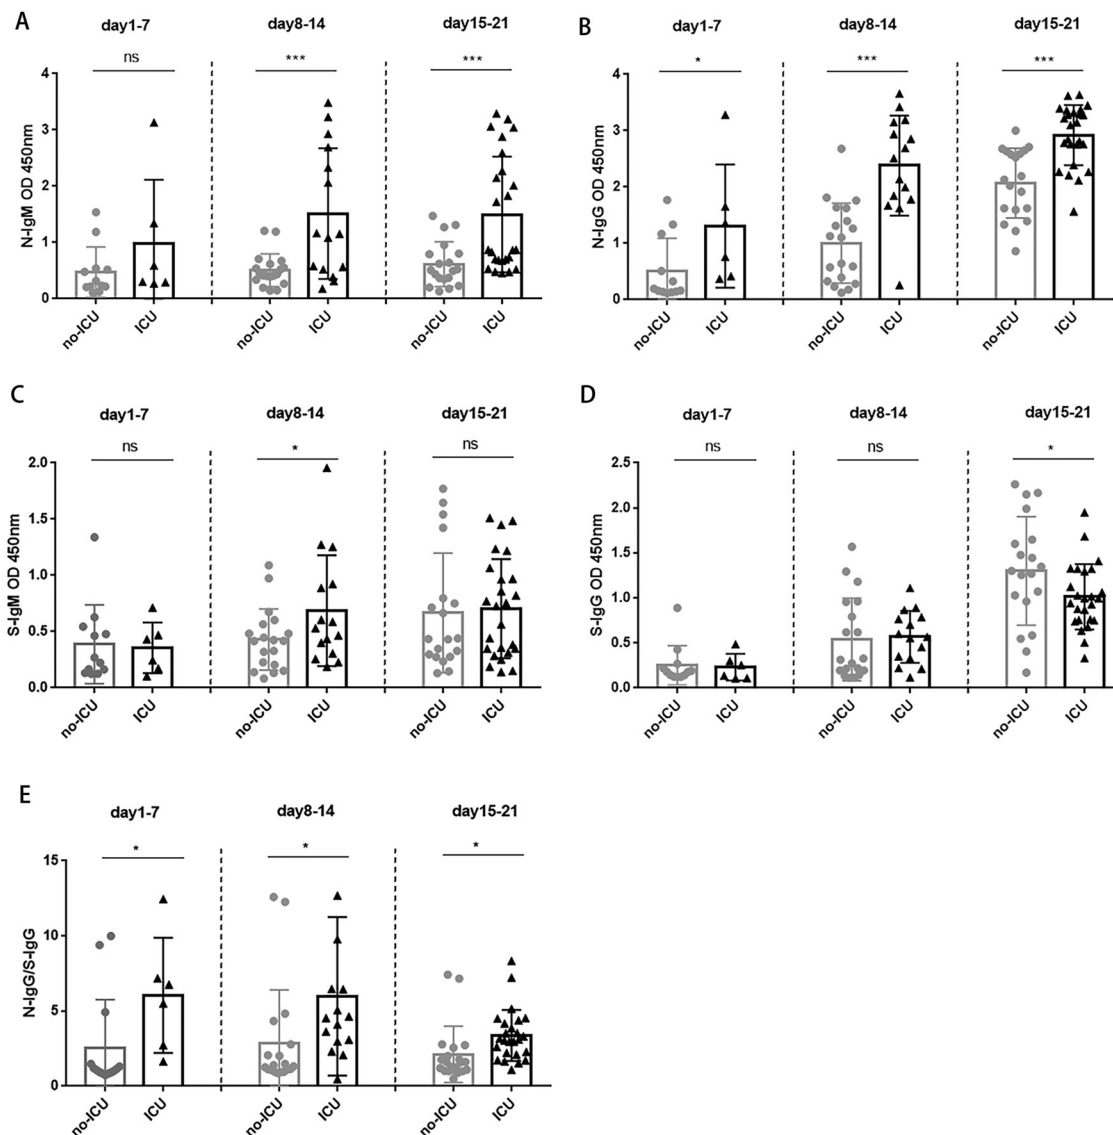 A
day1-7
day8-14
day15-21
ns
***
***
N-IgM OD 450nm
4
3
2
1
0
no-ICU
ICU
no-ICU
ICU
no-ICU
ICU
B
day1-7
day8-14
day15-21
*
***
***
N-IgG OD 450nm
4
3
2
1
0
no-ICU
ICU
no-ICU
ICU
no-ICU
ICU
C
day1-7
day8-14
day15-21
ns
*
ns
S-IgM OD 450nm
2.0
1.5
1.0
0.5
0.0
no-ICU
ICU
no-ICU
ICU
no-ICU
ICU
D
day1-7
day8-14
day15-21
ns
ns
*
S-IgG OD 450nm
2.5
2.0
1.5
1.0
0.5
0.0
no-ICU
ICU
no-ICU
ICU
no-ICU
ICU
E
day1-7
day8-14
day15-21
*
*
*
N-IgG/S-IgG
15
10
5
0
no-ICU
ICU
no-ICU
ICU
no-ICU
ICU